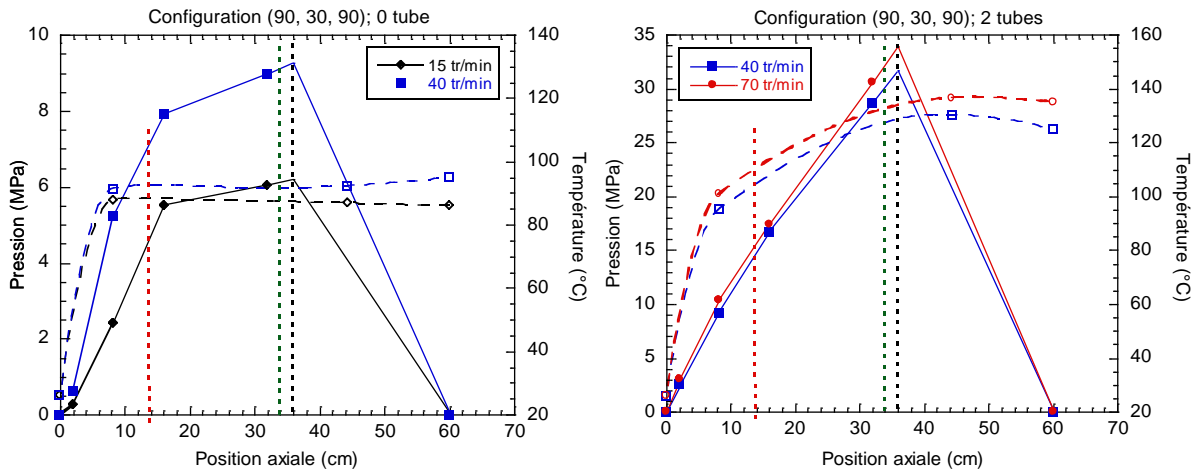 Configuration (90, 30, 90); 0 tube
10
8
6
4
2
0
Pression (MPa)
15 tr/min
40 tr/min
140
120
100
80
60
40
20
Température (°C)
0 10 20 30 40 50 60 70
Position axiale (cm)
Configuration (90, 30, 90); 2 tubes
35
30
25
20
15
10
5
0
Pression (MPa)
40 tr/min
70 tr/min
160
140
120
100
80
60
40
20
Température (°C)
0 10 20 30 40 50 60 70
Position axiale (cm)